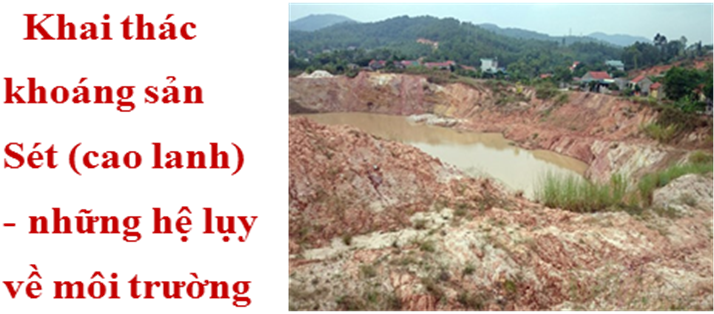 Khai thác
khoáng sản
Sét (cao lanh)
- những hệ lụy
về môi trường